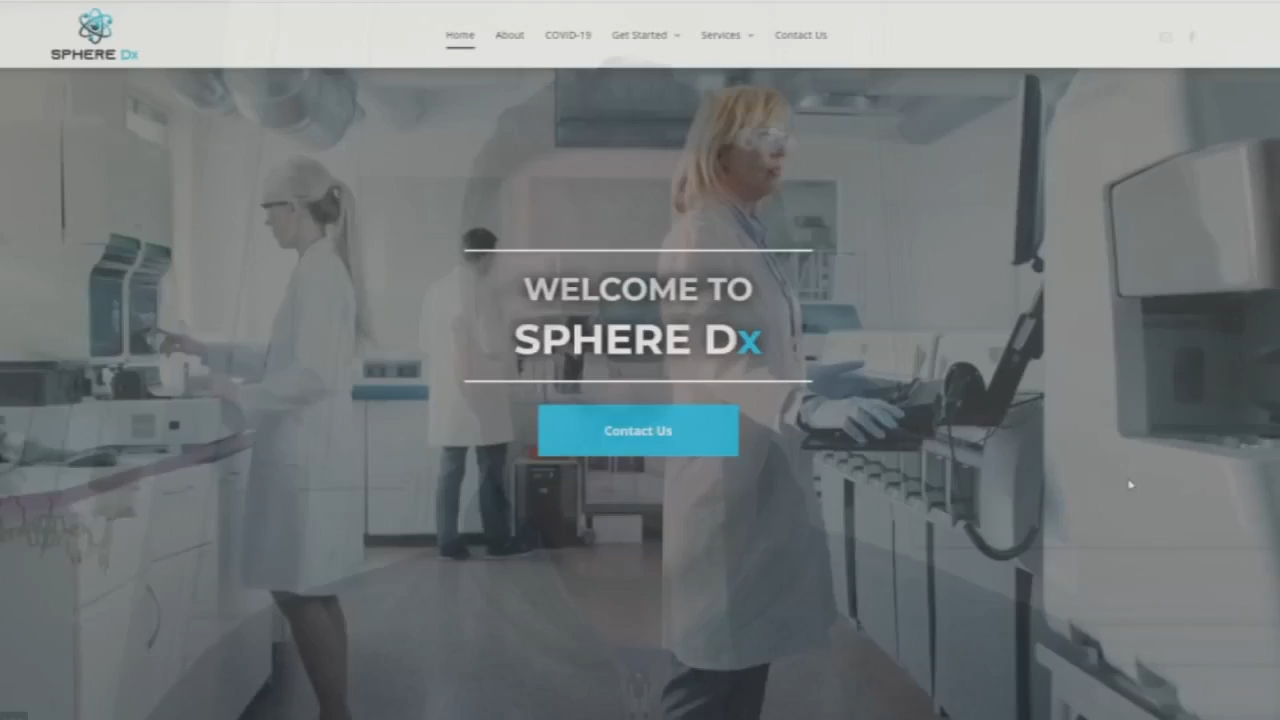 SPHERE Dx
Home About COVID-19 Get Started Services Contact Us
WELCOME TO
SPHERE Dx
Contact Us